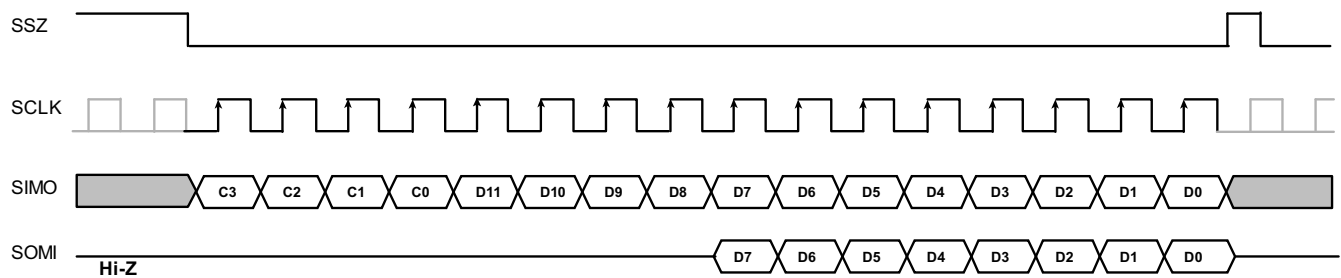 SSZ
SCLK
SIMO C3 C2 C1 C0 D11 D10 D9 D8 D7 D6 D5 D4 D3 D2 D1 D0
SOMI D7 D6 D5 D4 D3 D2 D1 D0
Hi-Z